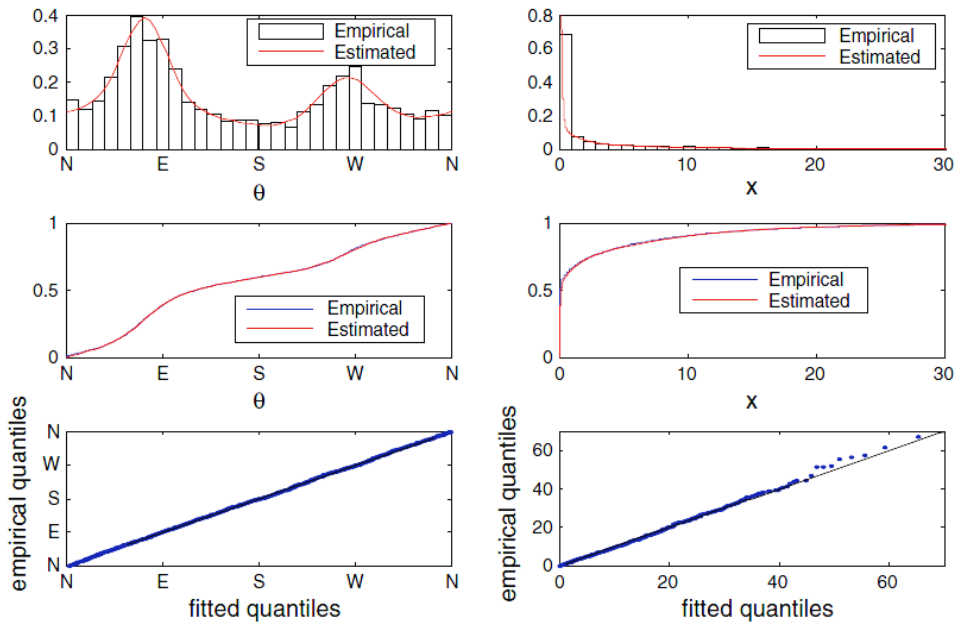 0.4
0.3
0.2
0.1
0
Empirical
Estimated
N E S W N
θ
0.8
0.6
0.4
0.2
0
Empirical
Estimated
0 10 20 30
x
1
0.5
0
Empirical
Estimated
N E S W N
θ
1
0.5
0
Empirical
Estimated
0 10 20 30
x
empirical quantiles
N
W
S
E
N
N E S W N
fitted quantiles
empirical quantiles
60
40
20
0
0 20 40 60
fitted quantiles